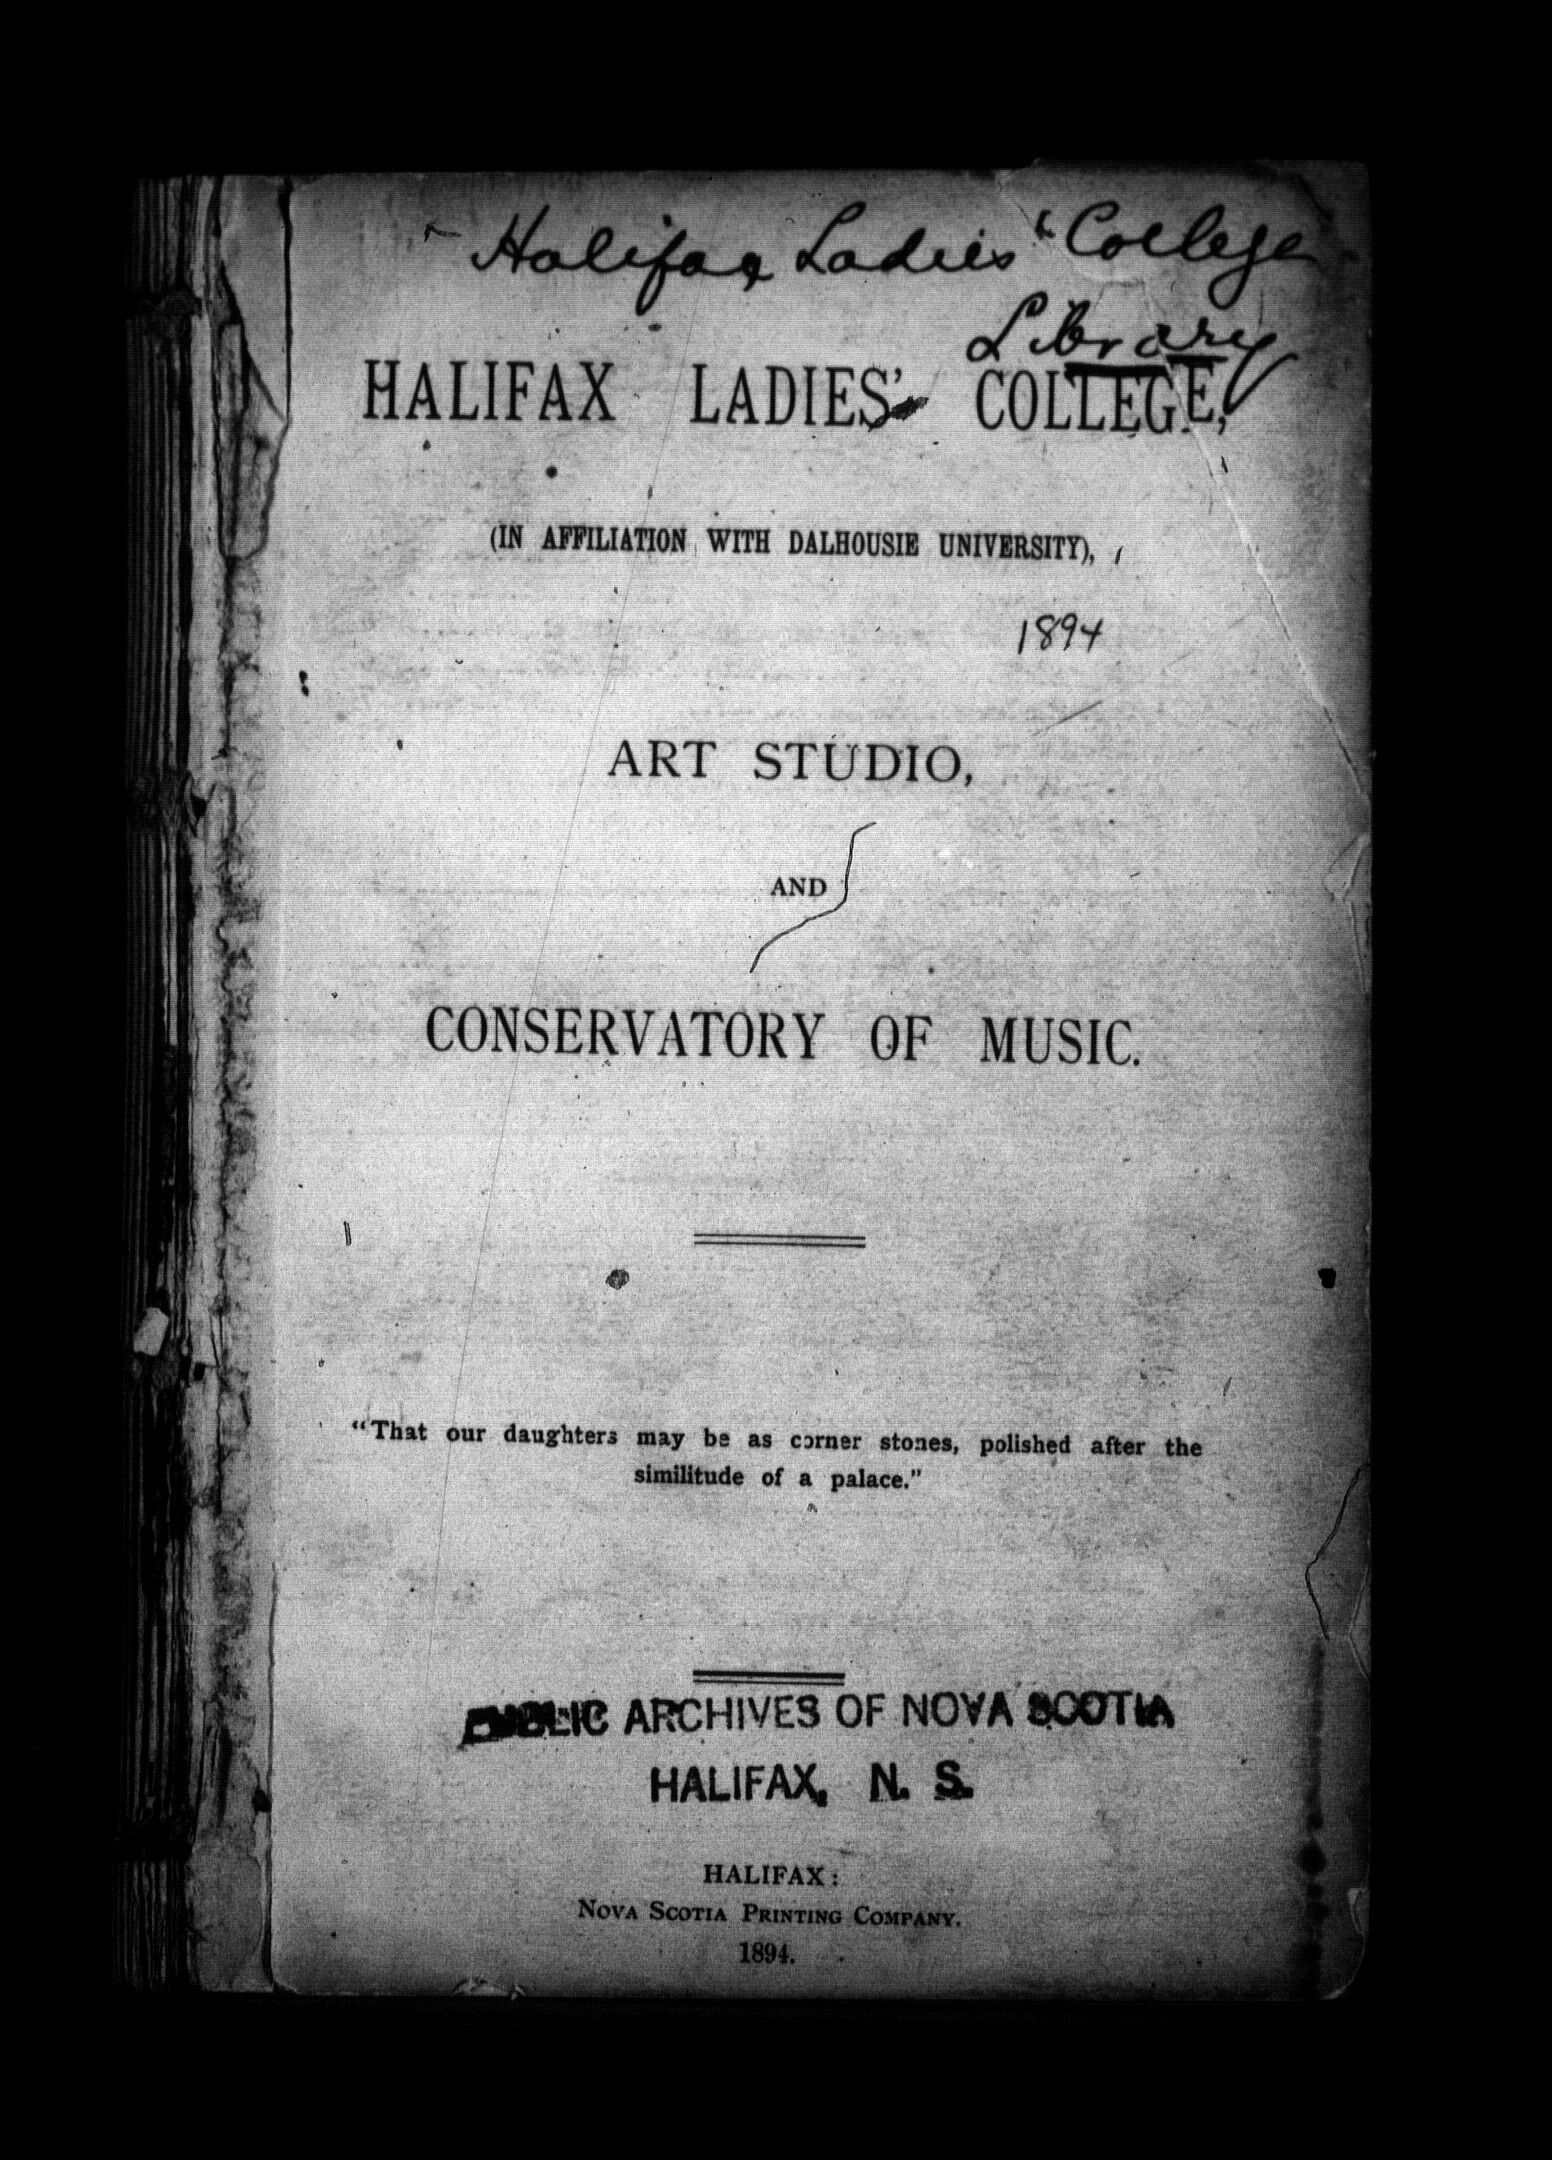 Halifax Ladies' College
Library
HALIFAX LADIES' COLLEGE,
(IN AFFILIATION WITH DALHOUSIE UNIVERSITY),
1894
ART STUDIO,
AND
CONSERVATORY OF MUSIC.
“That our daughters may be as corner stones, polished after the
similitude of a palace.”
PUBLIC ARCHIVES OF NOVA SCOTIA
HALIFAX, N. S.
HALIFAX:
NOVA SCOTIA PRINTING COMPANY.
1894.